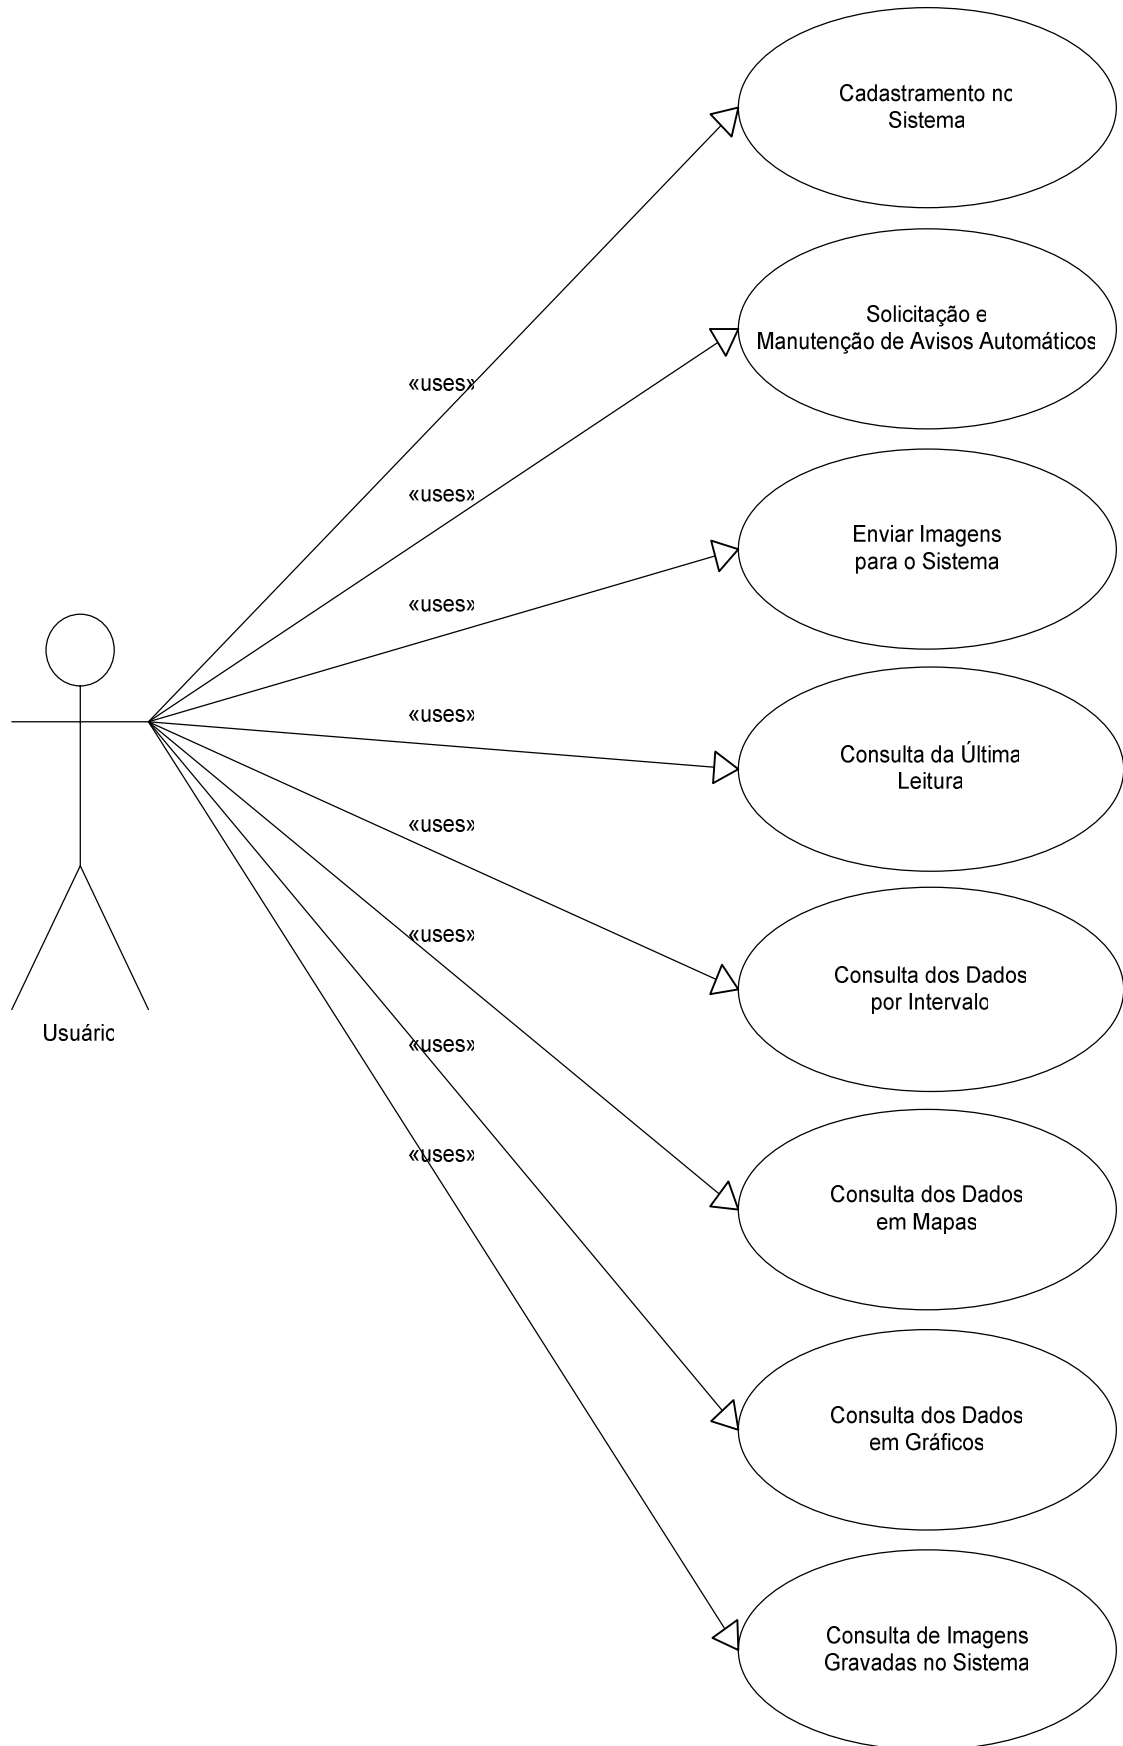 Cadastramento no
Sistema
Solicitação e
Manutenção de Avisos Automáticos
«uses»
«uses»
Enviar Imagens
para o Sistema
«uses»
«uses»
Consulta da Última
Leitura
«uses»
«uses»
Consulta dos Dados
por Intervalo
Usuário
«uses»
«uses»
Consulta dos Dados
em Mapas
Consulta dos Dados
em Gráficos
Consulta de Imagens
Gravadas no Sistema